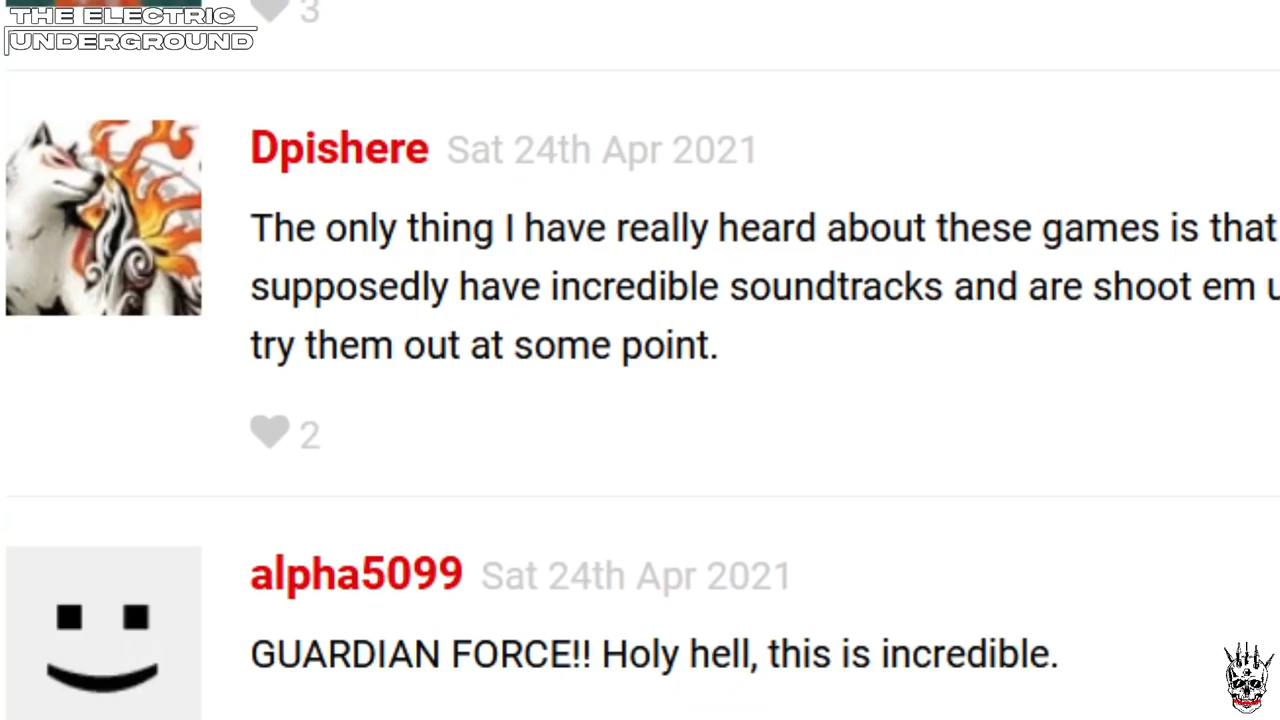 THE ELECTRIC
UNDERGROUND
3
Dpishere Sat 24th Apr 2021
The only thing I have really heard about these games is that
supposedly have incredible soundtracks and are shoot em u
try them out at some point.
2
alpha5099 Sat 24th Apr 2021
GUARDIAN FORCE!! Holy hell, this is incredible.